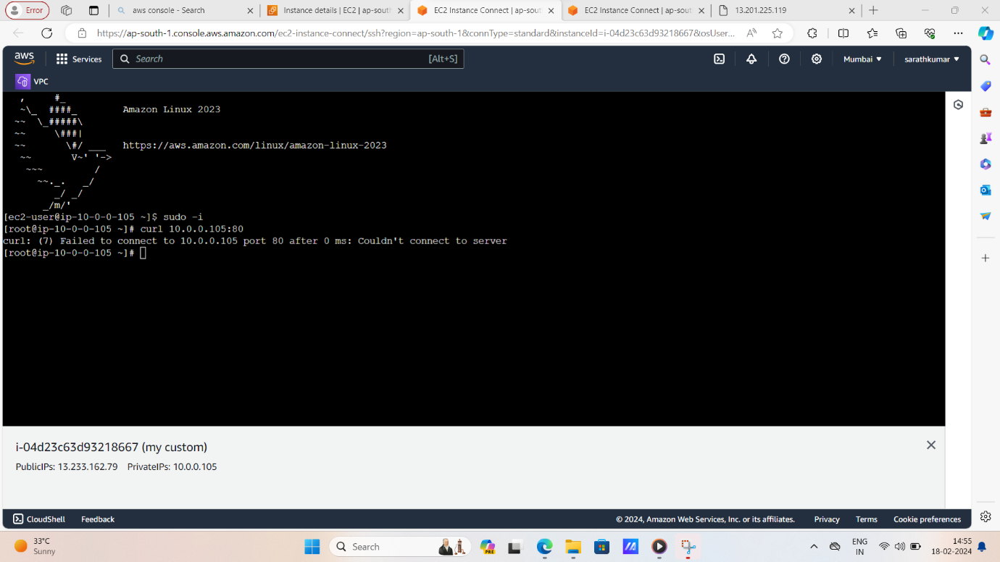 Error
aws console - Search
Instance details | EC2 | ap-south
EC2 Instance Connect | ap-sout
EC2 Instance Connect | ap-sout
13.201.225.119
https://ap-south-1.console.aws.amazon.com/ec2-instance-connect/ssh?region=ap-south-1&connType=standard&instanceId=i-04d23c63d93218667&osUser...
aws
Services
Search
[Alt+S]
Mumbai
sarathkumar
VPC
   ,     #_
   ~\_  ####_        Amazon Linux 2023
  ~~  \_#####\
  ~~     \###|
  ~~       \#/ ___   https://aws.amazon.com/linux/amazon-linux-2023
   ~~       V~' '->
    ~~~         /
      ~~._.   _/
         _/ _/
       _/m/'
[ec2-user@ip-10-0-0-105 ~]$ sudo -i
[root@ip-10-0-0-105 ~]# curl 10.0.0.105:80
curl: (7) Failed to connect to 10.0.0.105 port 80 after 0 ms: Couldn't connect to server
[root@ip-10-0-0-105 ~]#
i-04d23c63d93218667 (my custom)
PublicIPs: 13.233.162.79 PrivateIPs: 10.0.0.105
CloudShell
Feedback
© 2024, Amazon Web Services, Inc. or its affiliates.
Privacy
Terms
Cookie preferences
33°C
Sunny
Search
PRE
ENG
IN
14:55
18-02-2024